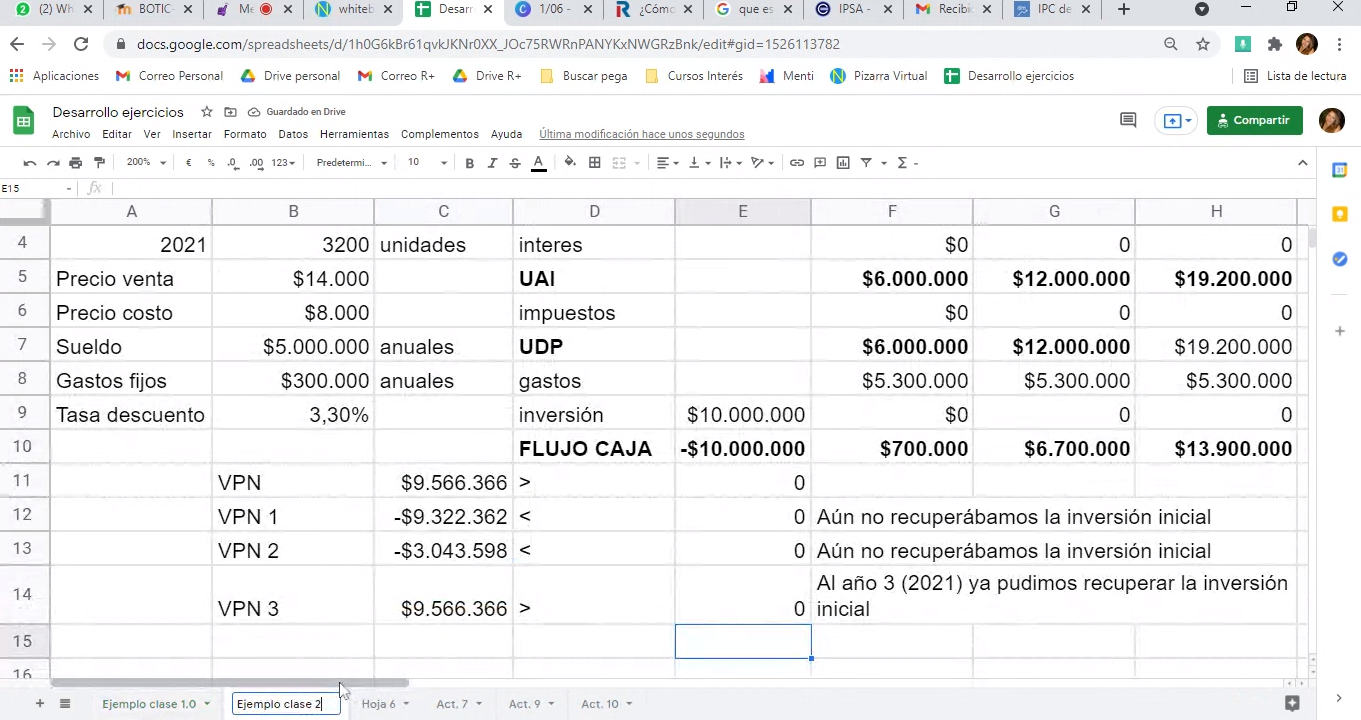 (2) Wh
BOTIC-
Me
whiteb
Desarr
1/06 -
¿Cómo
que es
IPSA -
Recibi
IPC de
docs.google.com/spreadsheets/d/1h0G6kBr61qvkJKNr0XX_JOc75RWRnPANYKxNWGRzBnk/edit#gid=1526113782
Aplicaciones Correo Personal Drive personal Correo R+ Drive R+ Buscar pega Cursos Interés Menti Pizarra Virtual Desarrollo ejercicios Lista de lectura
Desarrollo ejercicios Guardado en Drive
Archivo Editar Ver Insertar Formato Datos Herramientas Complementos Ayuda Última modificación hace unos segundos
Compartir
200% € % .0 .00 123 Predetermi... 10 B I S A Σ
E15 fx
A B C D E F G H
4 2021 3200 unidades interes $0 0 0
5 Precio venta $14.000 UAI $6.000.000 $12.000.000 $19.200.000
6 Precio costo $8.000 impuestos $0 0 0
7 Sueldo $5.000.000 anuales UDP $6.000.000 $12.000.000 $19.200.000
8 Gastos fijos $300.000 anuales gastos $5.300.000 $5.300.000 $5.300.000
9 Tasa descuento 3,30% inversión $10.000.000 $0 0 0
10 FLUJO CAJA -$10.000.000 $700.000 $6.700.000 $13.900.000
11 VPN $9.566.366 > 0
12 VPN 1 -$9.322.362 < 0 Aún no recuperábamos la inversión inicial
13 VPN 2 -$3.043.598 < 0 Aún no recuperábamos la inversión inicial
Al año 3 (2021) ya pudimos recuperar la inversión
14 VPN 3 $9.566.366 > 0 inicial
15
16
Ejemplo clase 1.0 Ejemplo clase 2 Hoja 6 Act. 7 Act. 9 Act. 10